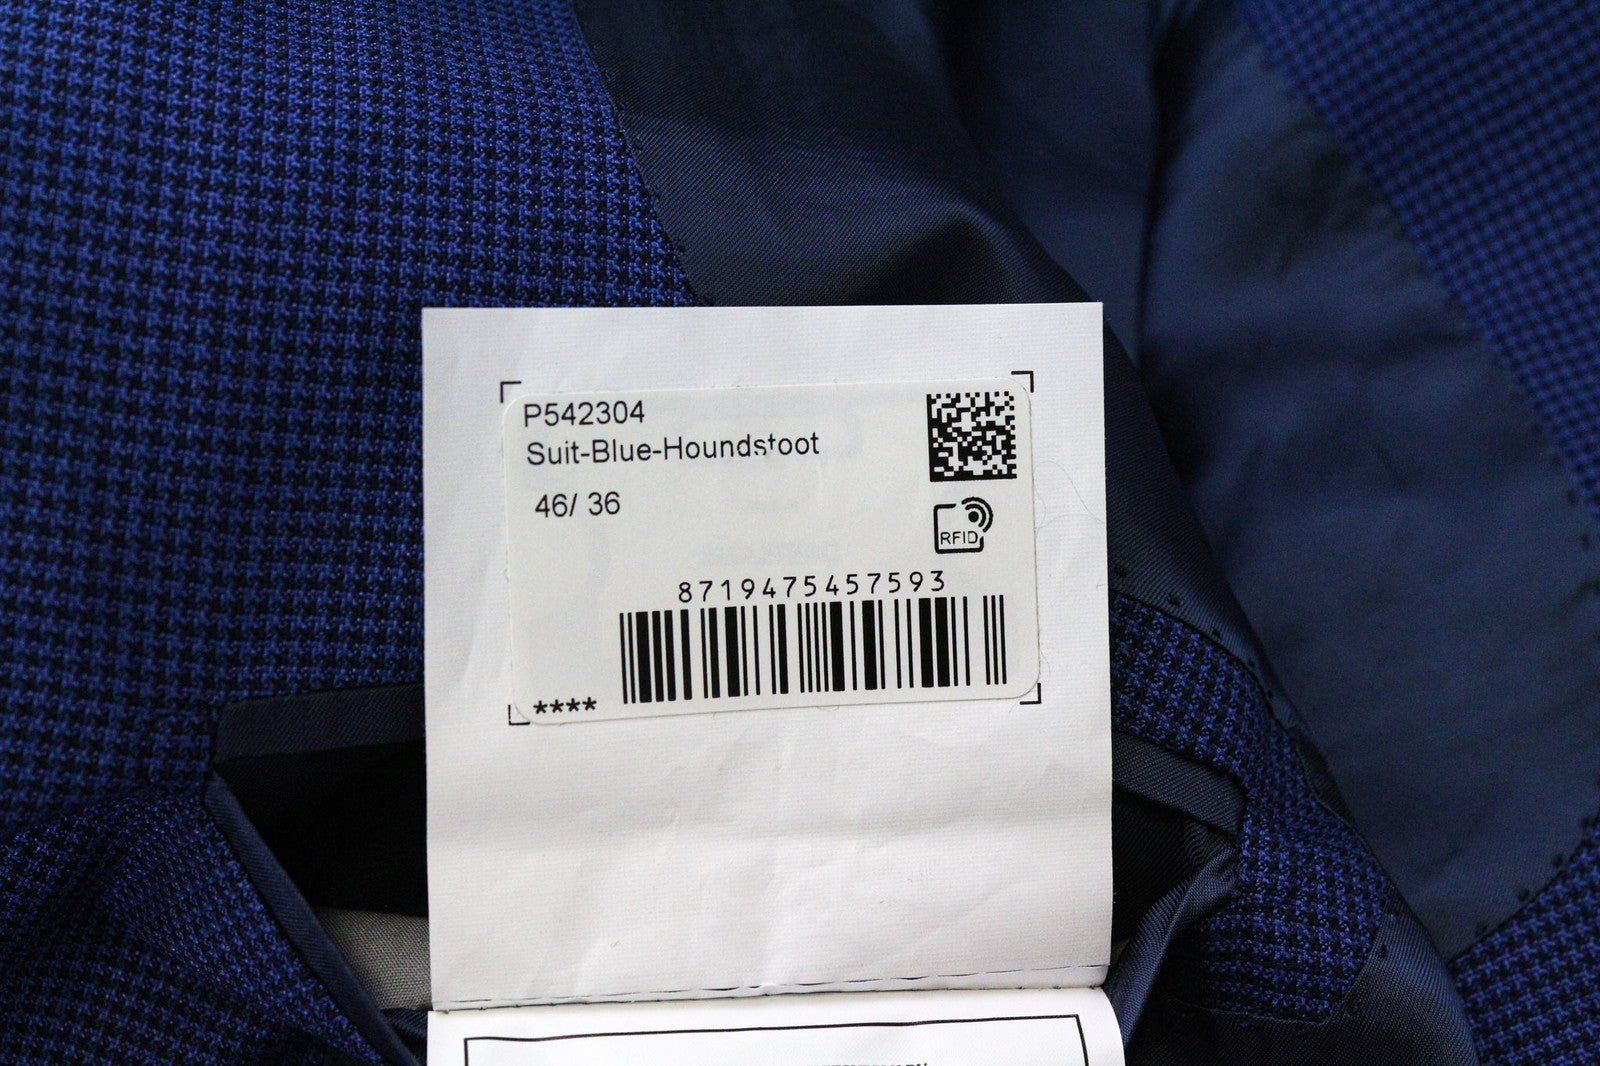 P542304
Suit-Blue-Houndstoot
46/ 36
RFID
8719475457593
****